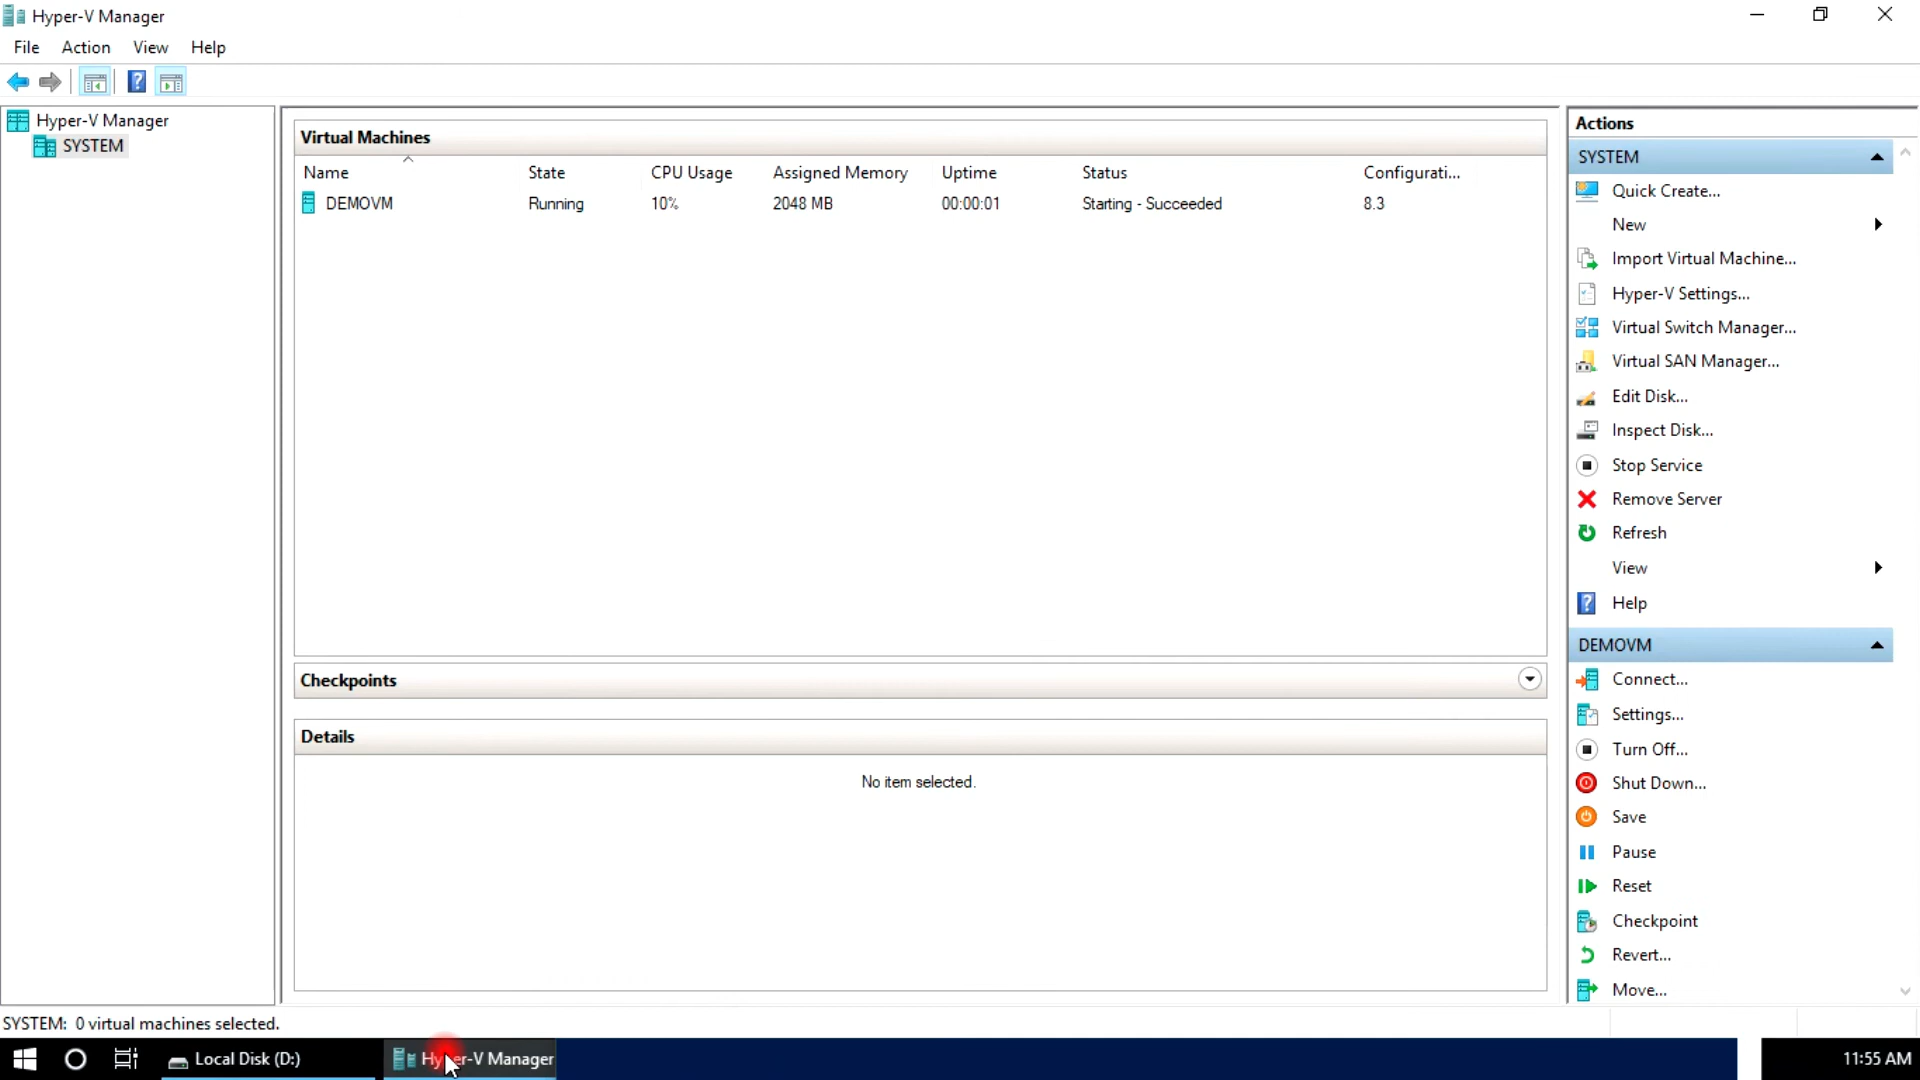 Hyper-V Manager
File Action View Help
Hyper-V Manager
SYSTEM
Virtual Machines
Name State CPU Usage Assigned Memory Uptime Status Configurati...
DEMOVM Running 10% 2048 MB 00:00:01 Starting - Succeeded 8.3
Checkpoints
Details
No item selected.
Actions
SYSTEM
Quick Create...
New
Import Virtual Machine...
Hyper-V Settings...
Virtual Switch Manager...
Virtual SAN Manager...
Edit Disk...
Inspect Disk...
Stop Service
Remove Server
Refresh
View
Help
DEMOVM
Connect...
Settings...
Turn Off...
Shut Down...
Save
Pause
Reset
Checkpoint
Revert...
Move...
SYSTEM: 0 virtual machines selected.
Local Disk (D:) Hyper-V Manager 11:55 AM